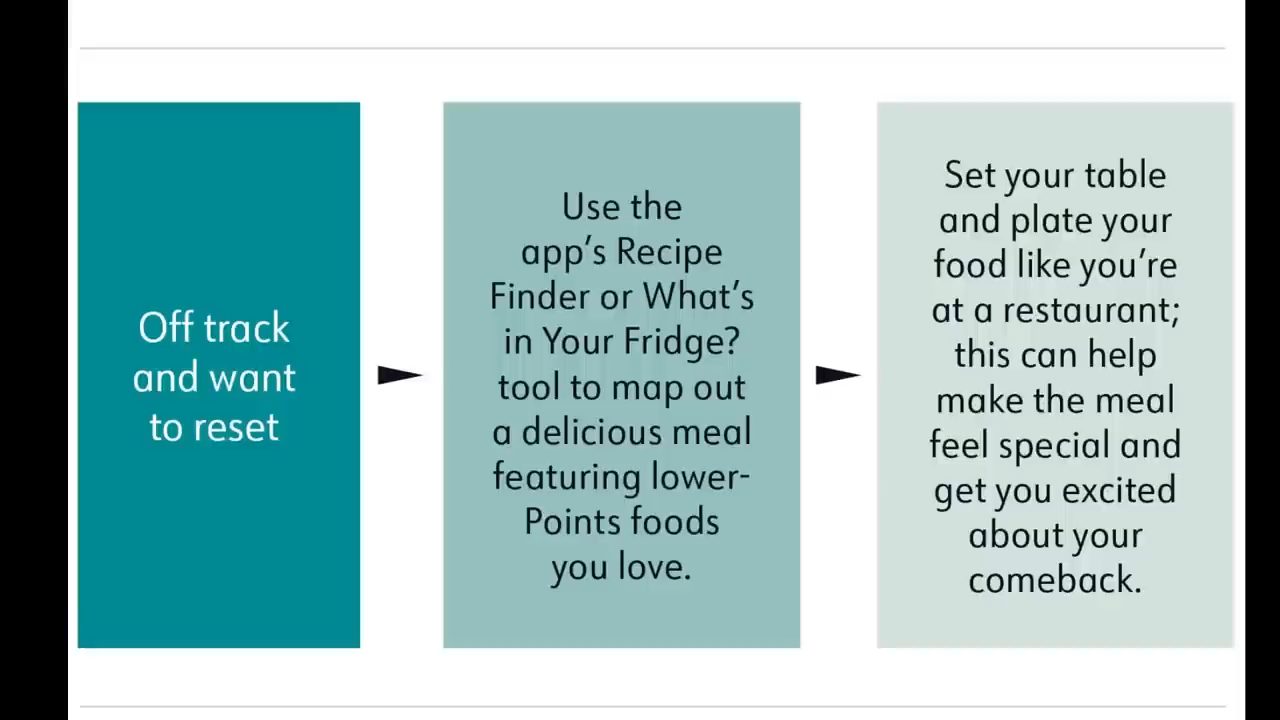 Off track
and want
to reset
Use the
app’s Recipe
Finder or What’s
in Your Fridge?
tool to map out
a delicious meal
featuring lower-
Points foods
you love.
Set your table
and plate your
food like you’re
at a restaurant;
this can help
make the meal
feel special and
get you excited
about your
comeback.